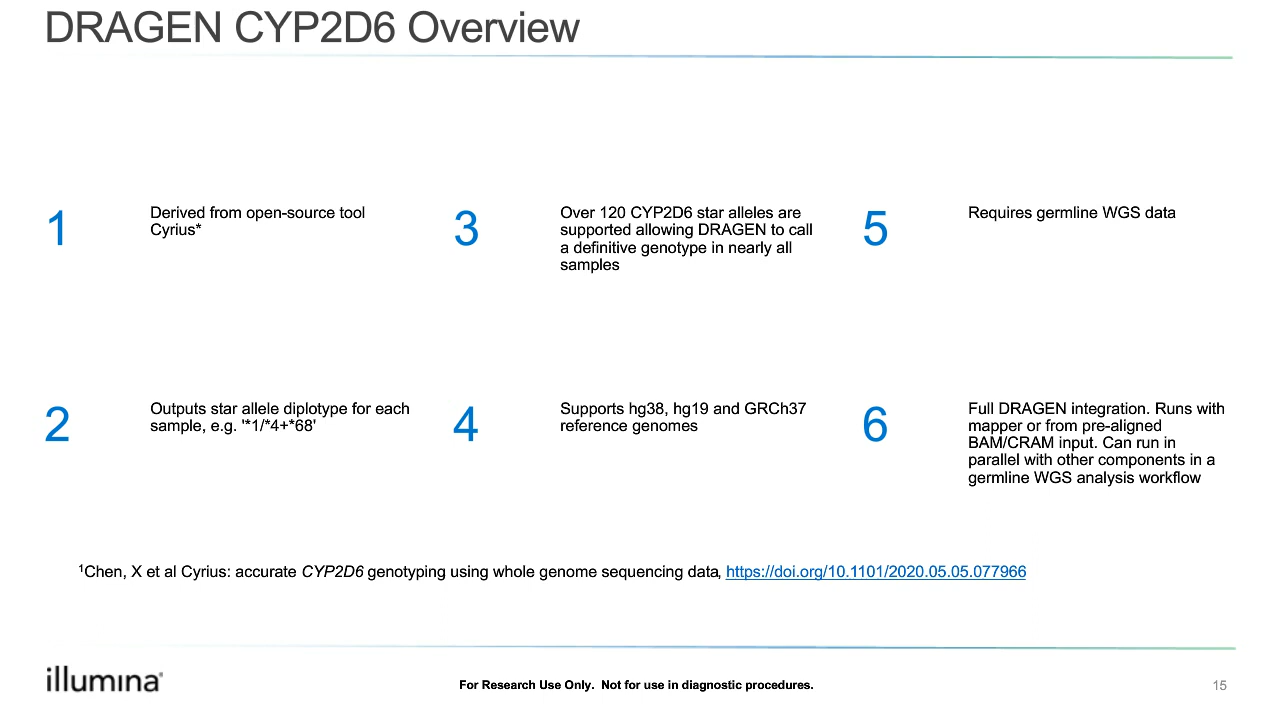 DRAGEN CYP2D6 Overview
1
Derived from open-source tool
Cyrius*
2
Outputs star allele diplotype for each
sample, e.g. '*1/*4+*68'
3
Over 120 CYP2D6 star alleles are
supported allowing DRAGEN to call
a definitive genotype in nearly all
samples
4
Supports hg38, hg19 and GRCh37
reference genomes
5
Requires germline WGS data
6
Full DRAGEN integration. Runs with
mapper or from pre-aligned
BAM/CRAM input. Can run in
parallel with other components in a
germline WGS analysis workflow
¹Chen, X et al Cyrius: accurate CYP2D6 genotyping using whole genome sequencing data, https://doi.org/10.1101/2020.05.05.077966
illumina®
For Research Use Only. Not for use in diagnostic procedures.
15